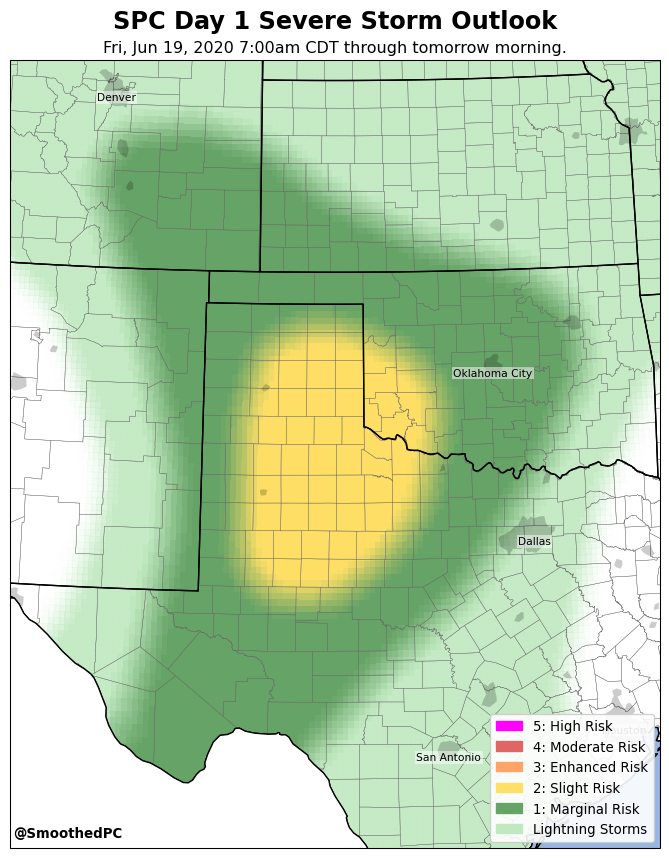 SPC Day 1 Severe Storm Outlook
Fri, Jun 19, 2020 7:00am CDT through tomorrow morning.
Denver
Oklahoma City
Dallas
San Antonio
5: High Risk
4: Moderate Risk
3: Enhanced Risk
2: Slight Risk
1: Marginal Risk
Lightning Storms
@SmoothedPC